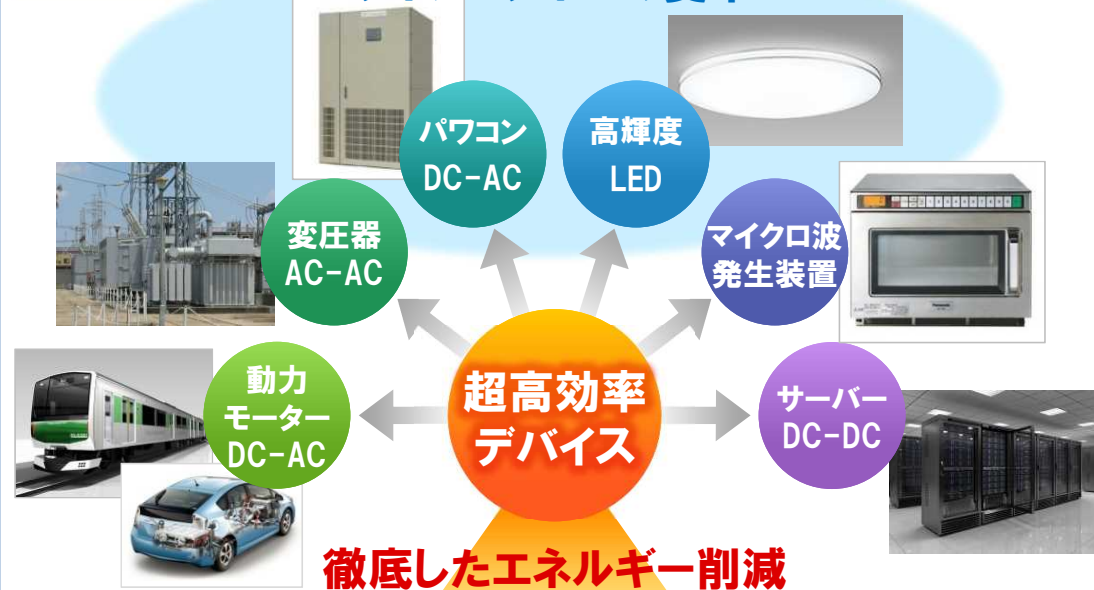 パワコン
DC-AC
高輝度
LED
変圧器
AC-AC
マイクロ波
発生装置
動力
モーター
DC-AC
超高効率
デバイス
サーバー
DC-DC
徹底したエネルギー削減